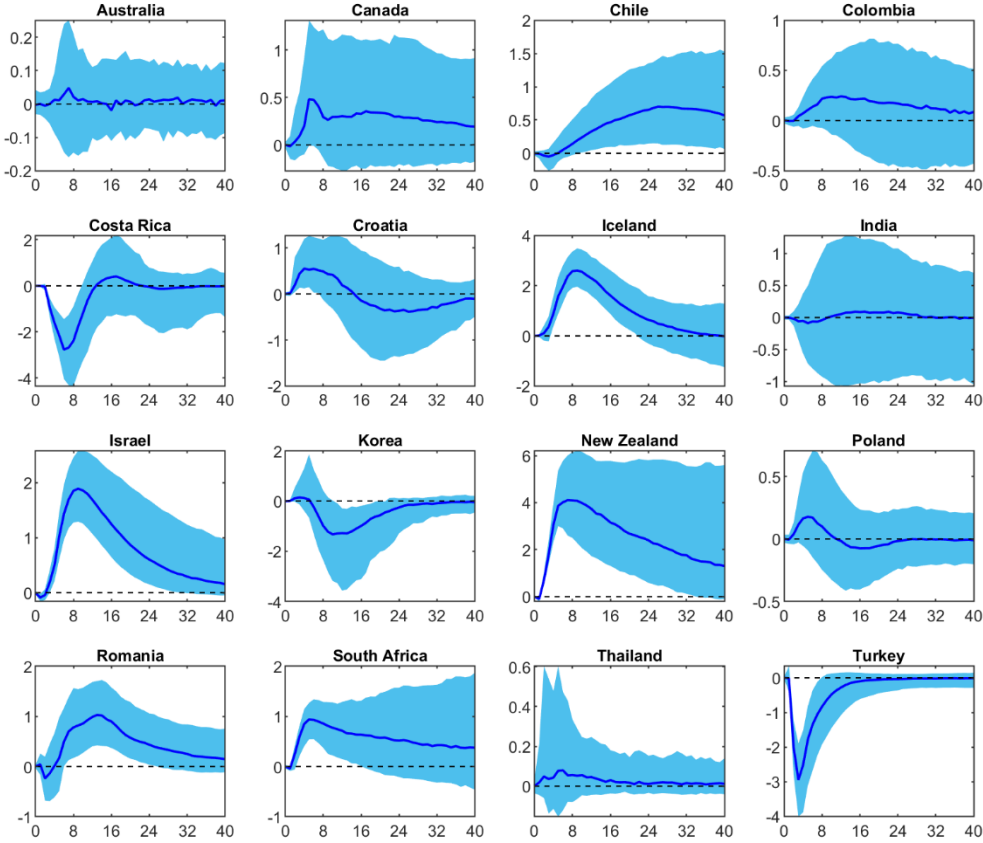 Australia
0.2
0.1
0
-0.1
-0.2
0 8 16 24 32 40
Canada
1
0.5
0
0 8 16 24 32 40
Chile
2
1.5
1
0.5
0
0 8 16 24 32 40
Colombia
1
0.5
0
-0.5
0 8 16 24 32 40
Costa Rica
2
0
-2
-4
0 8 16 24 32 40
Croatia
1
0
-1
-2
0 8 16 24 32 40
Iceland
4
2
0
-2
0 8 16 24 32 40
India
1
0.5
0
-0.5
-1
0 8 16 24 32 40
Israel
2
1
0
0 8 16 24 32 40
Korea
2
0
-2
-4
0 8 16 24 32 40
New Zealand
6
4
2
0
0 8 16 24 32 40
Poland
0.5
0
-0.5
0 8 16 24 32 40
Romania
2
1
0
-1
0 8 16 24 32 40
South Africa
2
1
0
-1
0 8 16 24 32 40
Thailand
0.6
0.4
0.2
0
0 8 16 24 32 40
Turkey
0
-1
-2
-3
-4
0 8 16 24 32 40